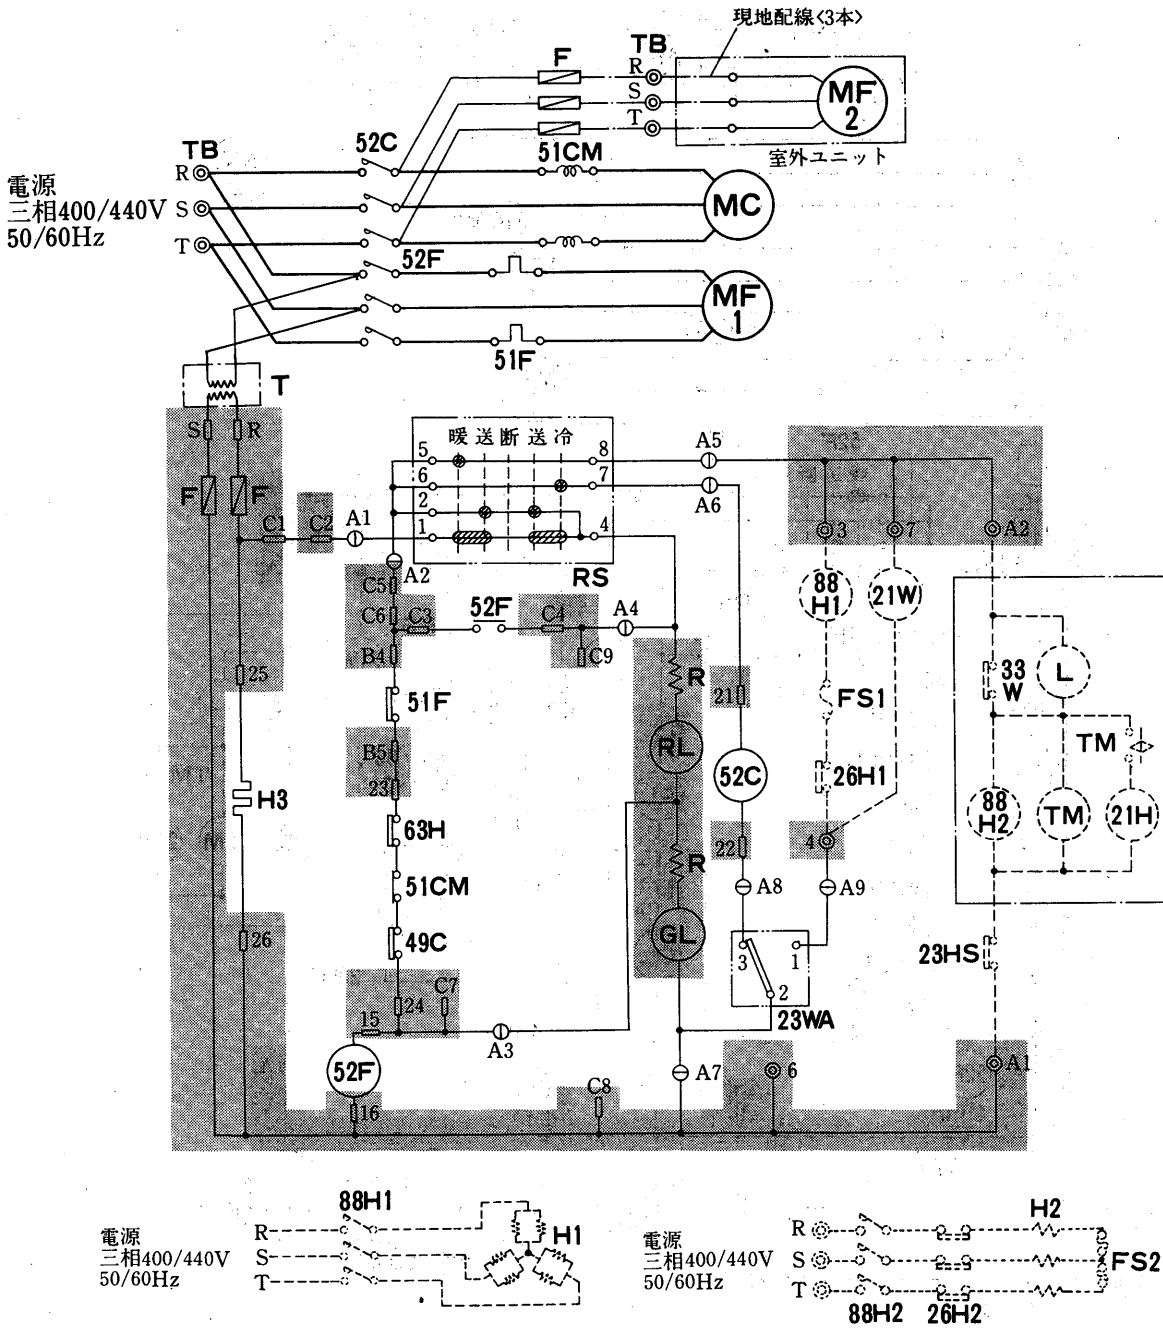 現地配線〈3本〉
TB
F
R
S
T
MF
2
室外ユニット
52C
51CM
TB
R
S
T
電源
三相400/440V
50/60Hz
MC
52F
MF
1
51F
T
S
R
F
F
暖 送 断 送 冷
5
6
2
1
8
7
4
RS
A5
A6
C1
C2
A1
A2
C5
C6
C3
52F
C4
A4
C9
B4
51F
B5
23
63H
51CM
49C
24
C7
15
A3
52F
16
C8
25
H3
26
R
RL
R
GL
A7
21
52C
22
A8
3
1
2
23WA
3
7
A2
88
H1
21W
FS1
26H1
4
A9
6
33
W
L
TM
88
H2
TM
21H
23HS
A1
電源
三相400/440V
50/60Hz
R
S
T
88H1
H1
電源
三相400/440V
50/60Hz
R
S
T
88H2
26H2
H2
FS2